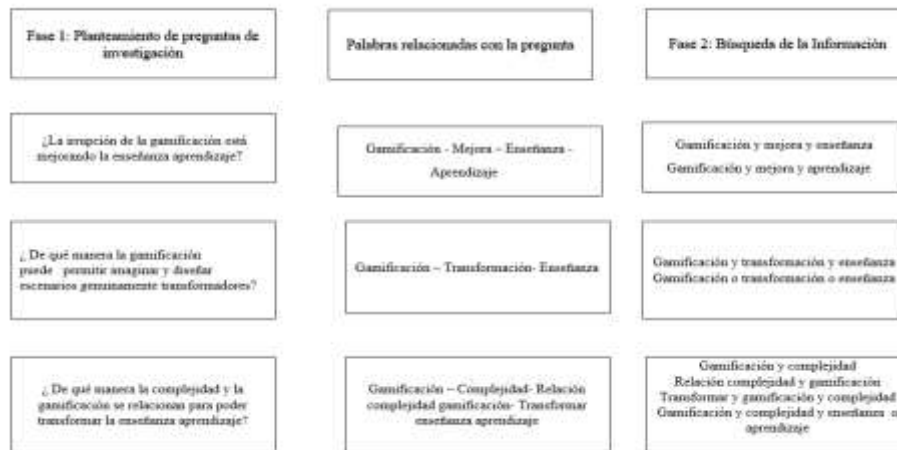 Fase 1: Planteamiento de preguntas de
investigación
Palabras relacionadas con la pregunta
Fase 2: Búsqueda de la Información
¿La irrupción de la gamificación está
mejorando la enseñanza aprendizaje?
Gamificación - Mejora – Enseñanza -
Aprendizaje
Gamificación y mejora y enseñanza
Gamificación y mejora y aprendizaje
¿ De qué manera la gamificación
puede permitir imaginar y diseñar
escenarios genuinamente transformadores?
Gamificación – Transformación- Enseñanza
Gamificación y transformación y enseñanza
Gamificación o transformación o enseñanza
¿ De qué manera la complejidad y la
gamificación se relacionan para poder
transformar la enseñanza aprendizaje?
Gamificación – Complejidad- Relación
complejidad gamificación- Transformar
enseñanza aprendizaje
Gamificación y complejidad
Relación complejidad y gamificación
Transformar y gamificación y complejidad
Gamificación y complejidad y enseñanza o
aprendizaje